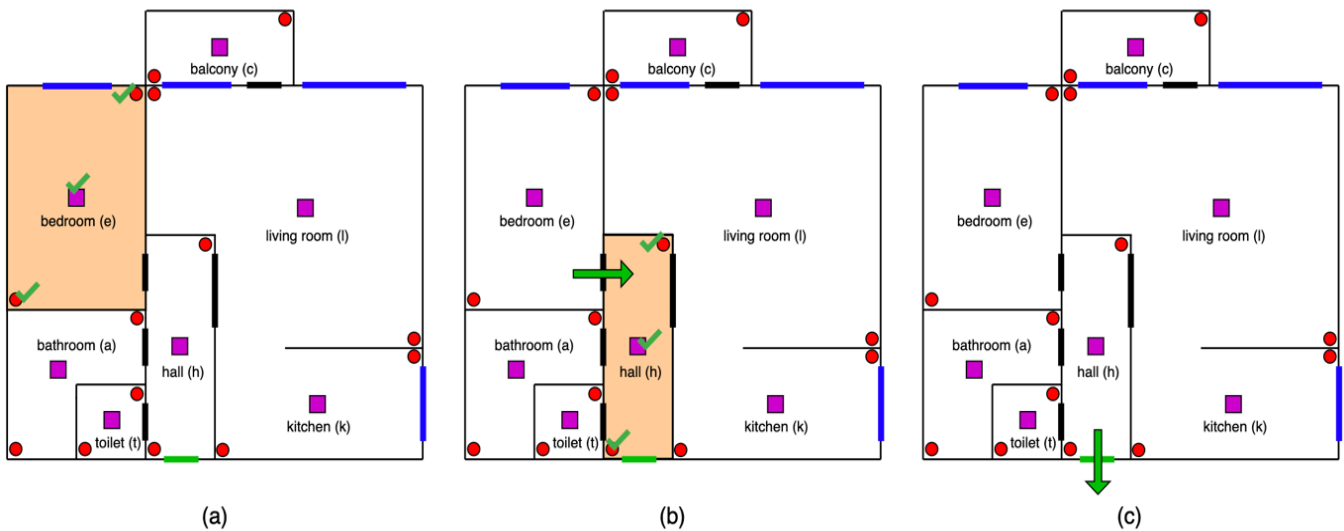 balcony (c)
bedroom (e)
living room (l)
bathroom (a)
hall (h)
toilet (t)
kitchen (k)
(a)
balcony (c)
bedroom (e)
living room (l)
bathroom (a)
hall (h)
toilet (t)
kitchen (k)
(b)
balcony (c)
bedroom (e)
living room (l)
bathroom (a)
hall (h)
toilet (t)
kitchen (k)
(c)